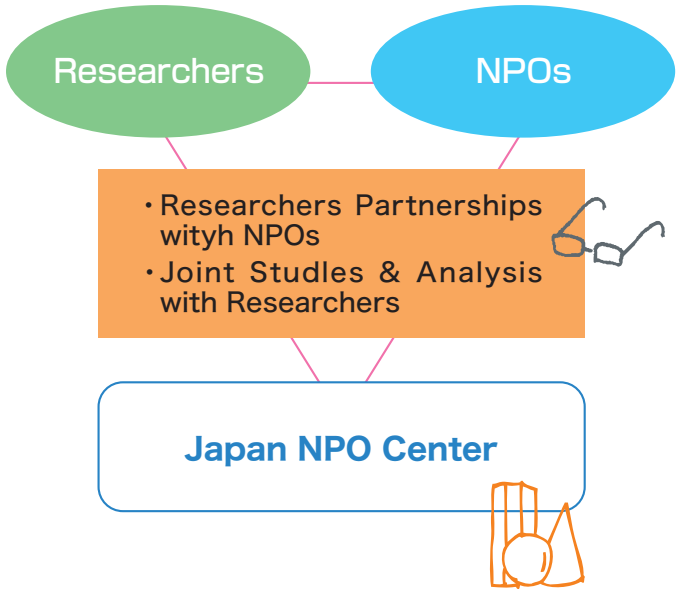 Researchers
NPOs
・Researchers Partnerships
wityh NPOs
・Joint Studles & Analysis
with Researchers
Japan NPO Center